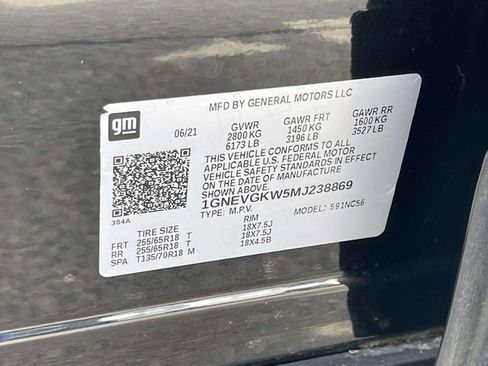 MFD BY GENERAL MOTORS LLC
gm
06/21
GVWR GAWR FRT GAWR RR
2800 KG 1450 KG 1600 KG
6173 LB 3196 LB 3527 LB
THIS VEHICLE CONFORMS TO ALL
APPLICABLE U.S. FEDERAL MOTOR
VEHICLE SAFETY STANDARDS IN EFFECT
ON THE DATE OF MANUFACTURE
SHOWN ABOVE.
1GNEVGKW5MJ238869
TYPE: M.P.V. MODEL: 591NC56
384A
TIRE SIZE RIM
FRT 255/65R18 T 18X7.5J
RR 255/65R18 T 18X7.5J
SPA T135/70R18 M 18X4.5B